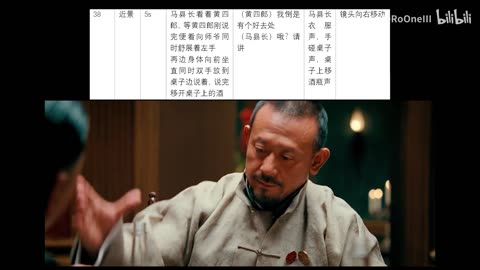 RoOneIII bilibili
38 近景 5s 马县长看着黄四郎、等黄四郎刚说完便看向师爷同时舒展着左手 (黄四郎) 我倒是有个好去处 马县长衣服声，手碰桌子声、桌子上移酒瓶声 镜头向右移动
再边身体向前坐直同时双手放到桌子边说着，说完移开桌子上的酒 (马县长) 哦？请讲